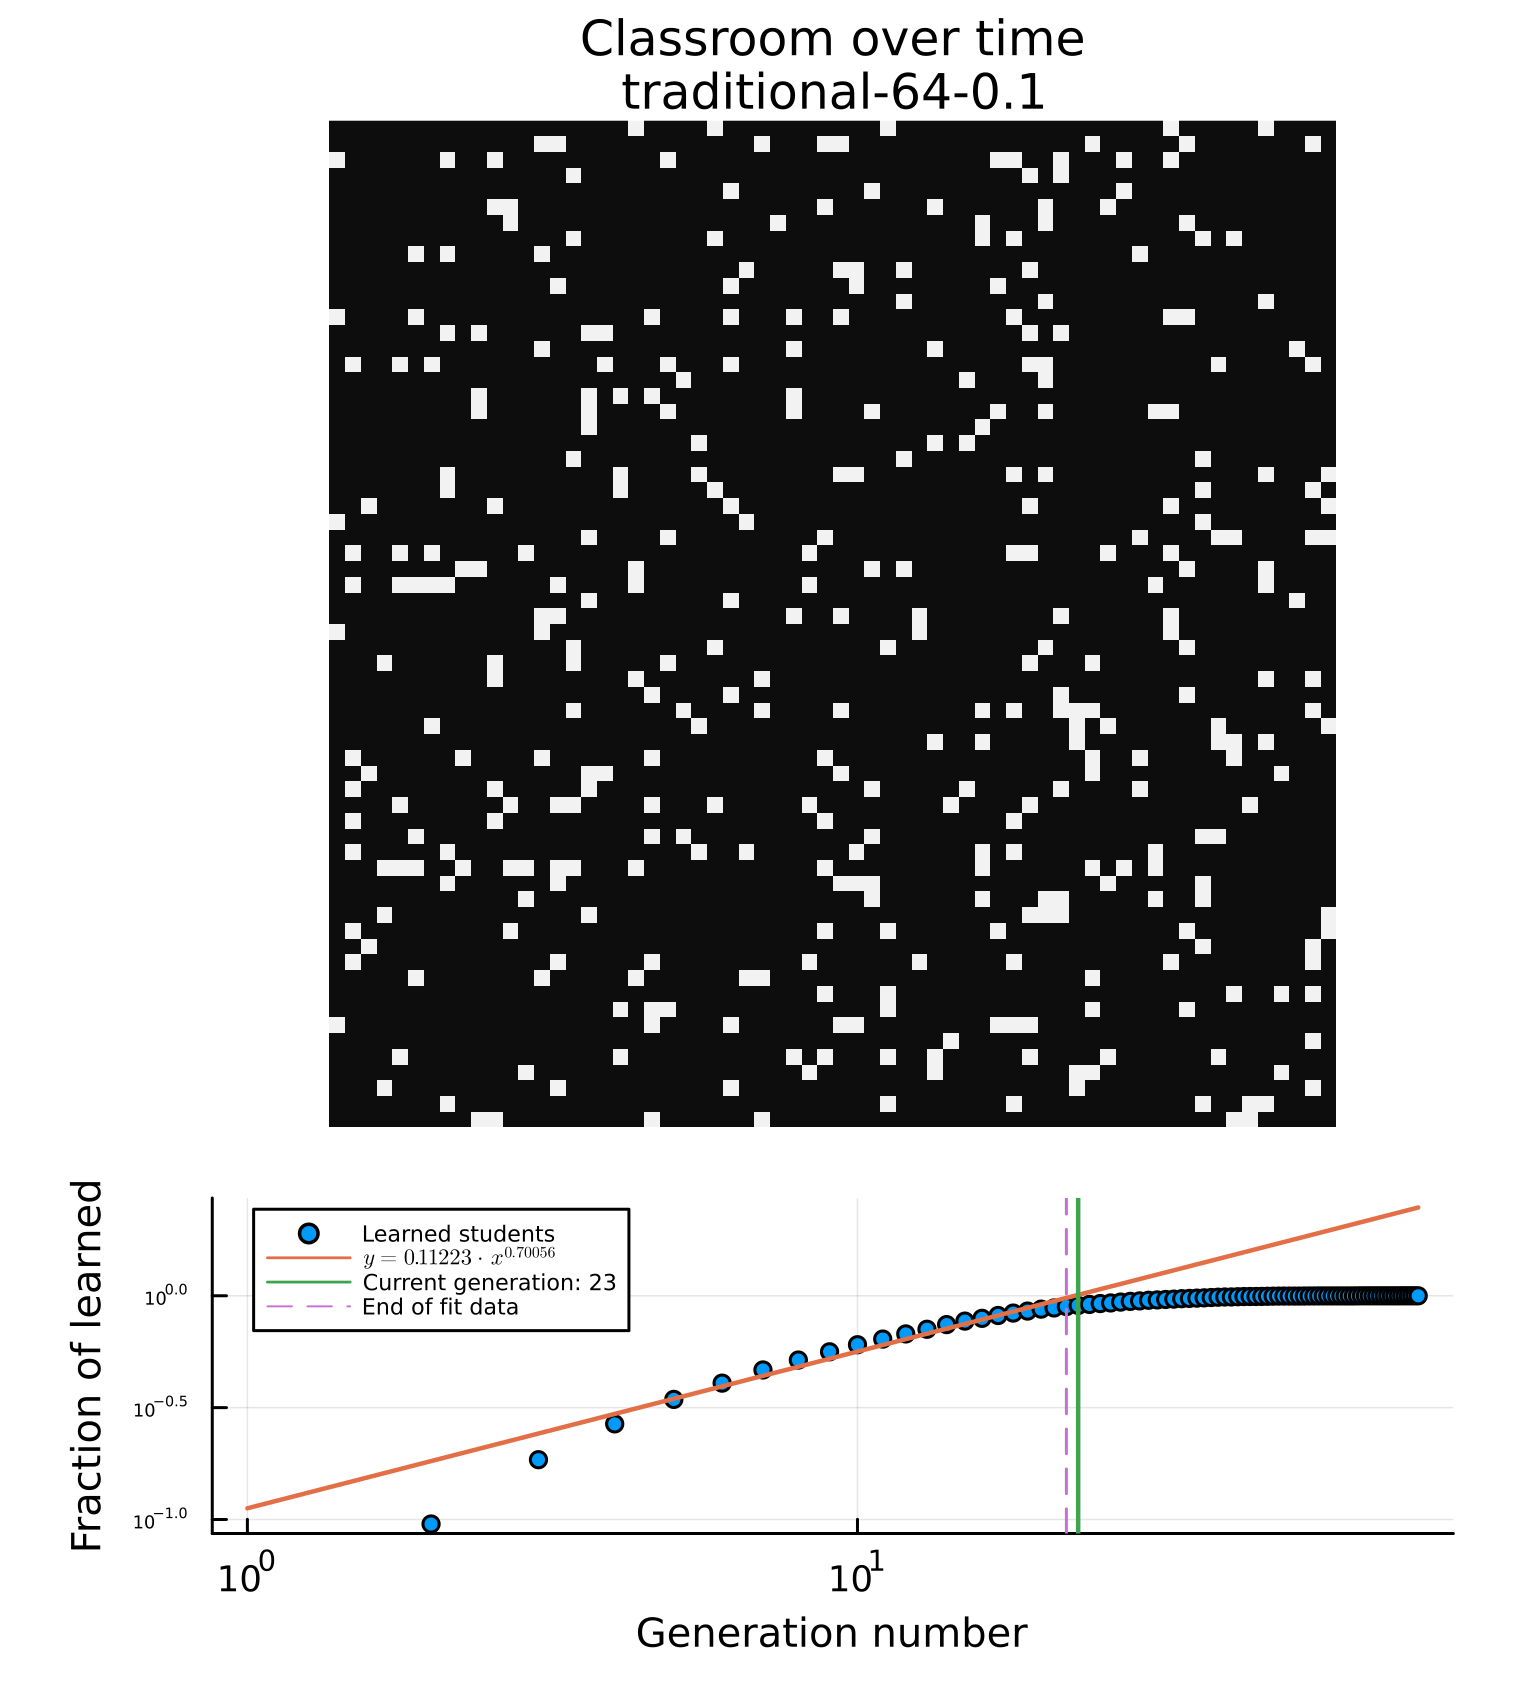 Classroom over time
traditional-64-0.1
Fraction of learned
Learned students
y = 0.11223 · x^0.70056
Current generation: 23
End of fit data
10^0.0
10^−0.5
10^−1.0
10^0
10^1
Generation number